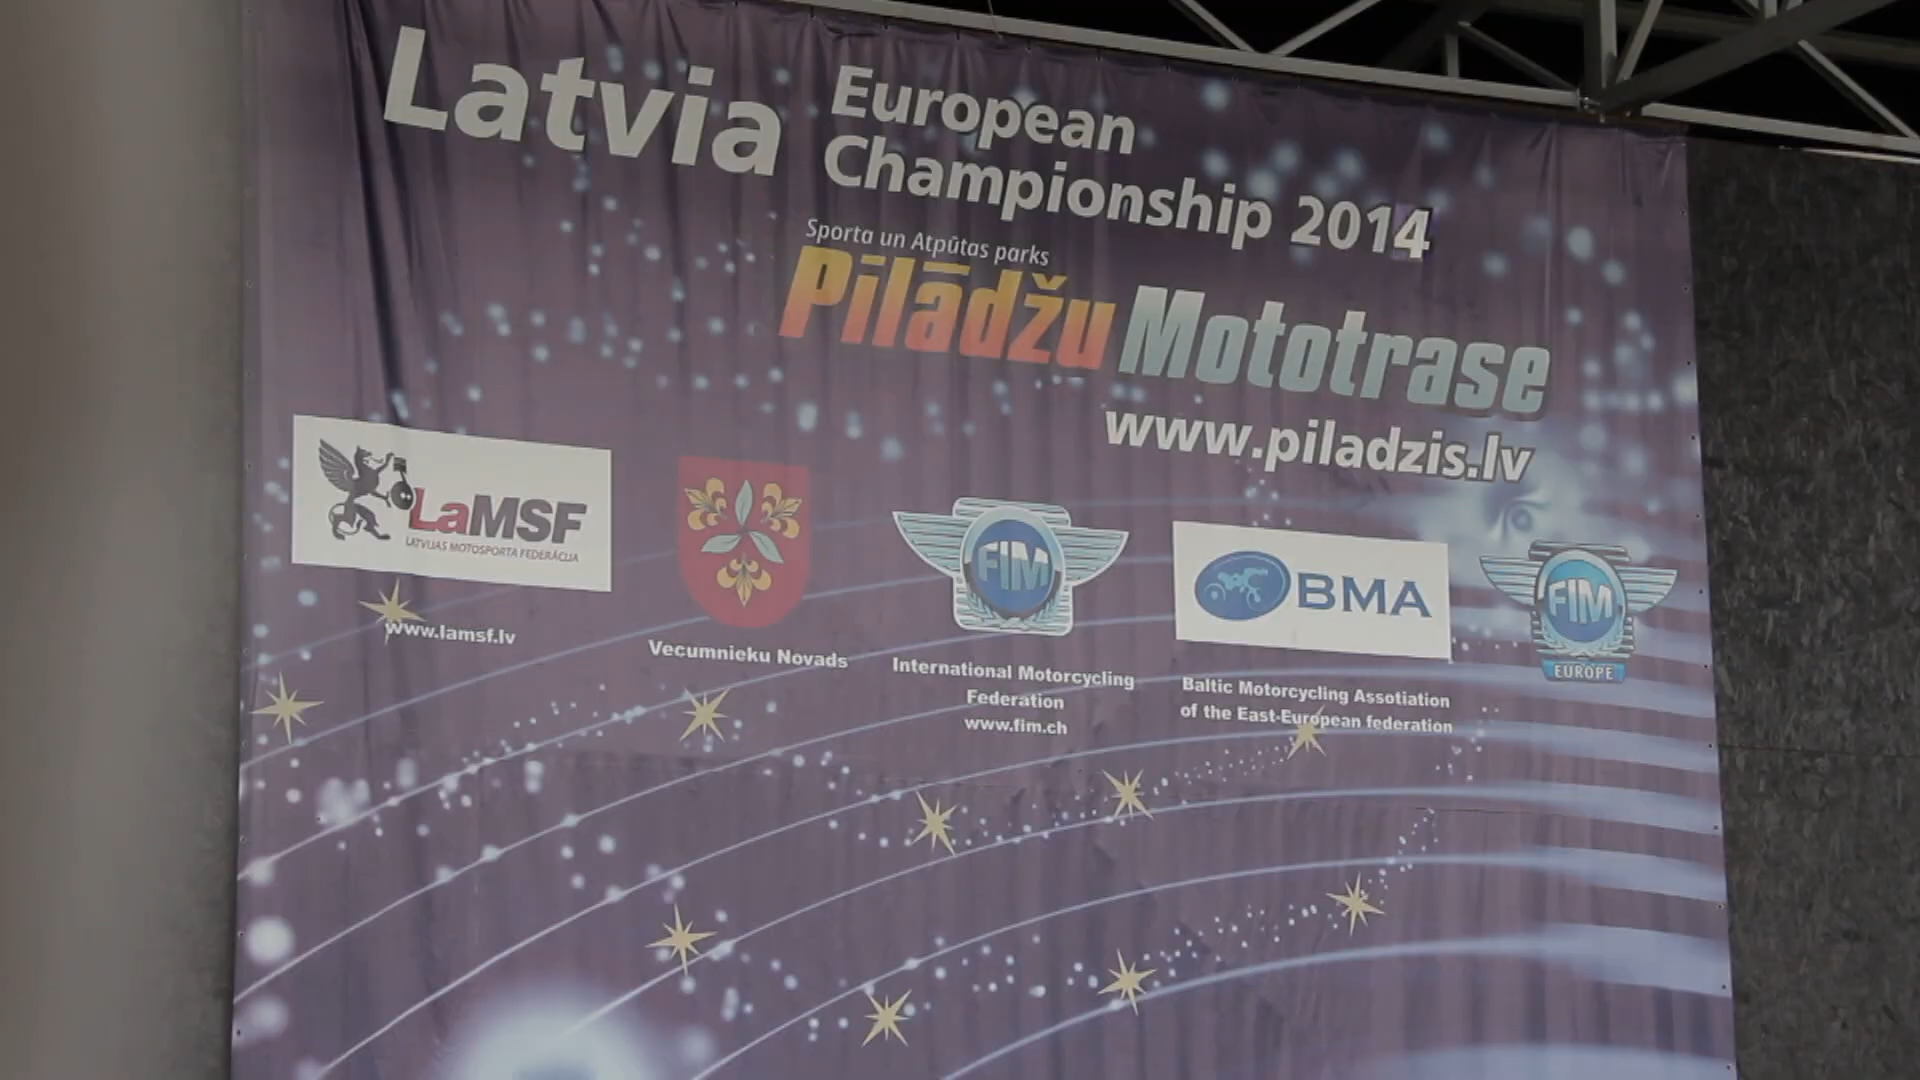 Latvia European
Championship 2014
Sporta un Atpūtas parks
Pilādžu Mototrase
www.piladzis.lv
LaMSF
LATVIJAS MOTOSPORTA FEDERĀCIJA
www.lamsf.lv
Vecumnieku Novads
FIM
International Motorcycling
Federation
www.fim.ch
BMA
Baltic Motorcycling Assotiation
of the East-European federation
FIM
EUROPE